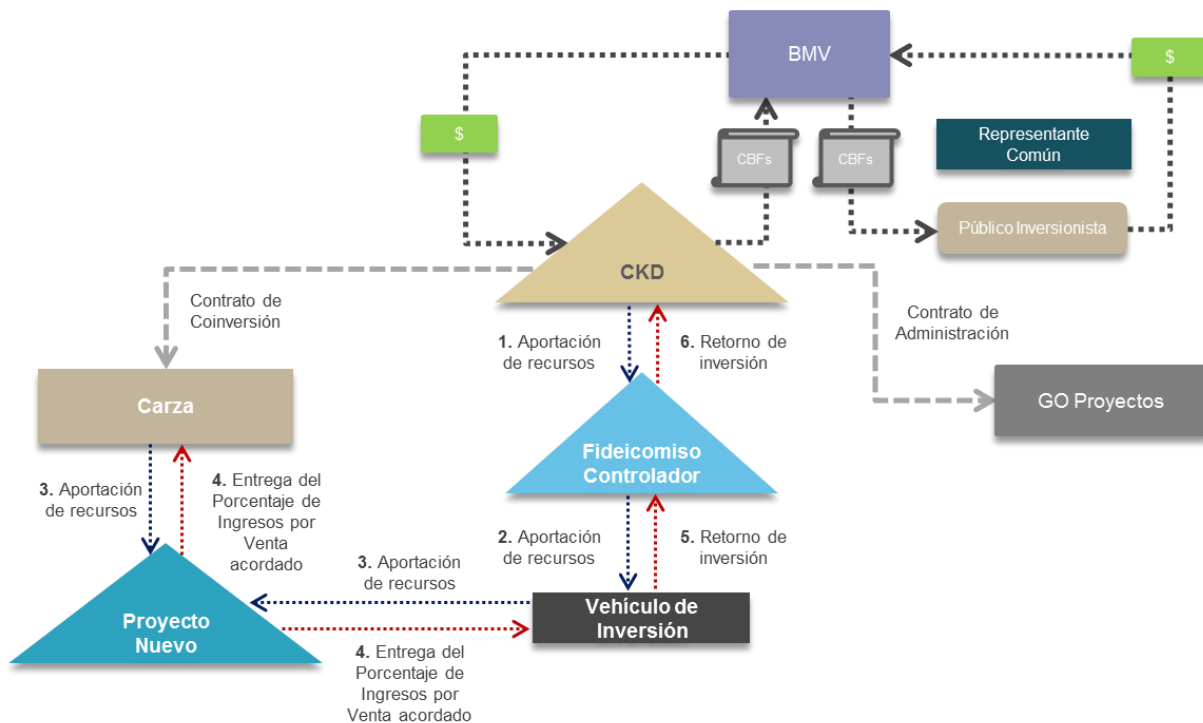 BMV
$
$
CBFs
CBFs
Representante
Común
Público Inversionista
CKD
Contrato de
Coinversión
Contrato de
Administración
1. Aportación
de recursos
6. Retorno de
inversión
Carza
GO Proyectos
Fideicomiso
Controlador
3. Aportación
de recursos
4. Entrega del
Porcentaje de
Ingresos por
Venta
acordado
2. Aportación
de recursos
5. Retorno de
inversión
3. Aportación
de recursos
Proyecto
Nuevo
Vehículo de
Inversión
4. Entrega del
Porcentaje de
Ingresos por
Venta acordado